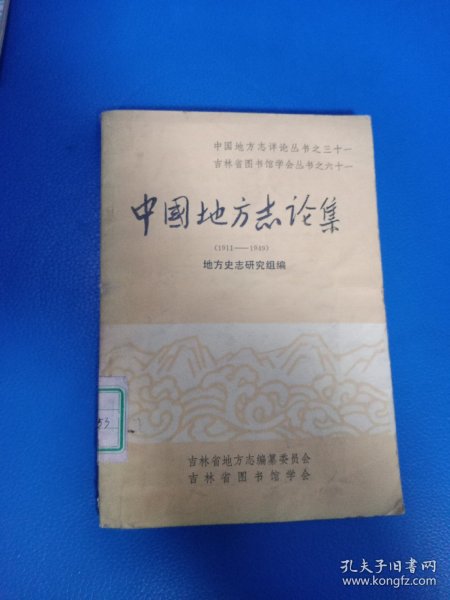 中国地方志详论丛书之三十一
吉林省图书馆学会丛书之六十一
中國地方志论集
(1911——1949)
地方史志研究组编
53
吉林省地方志编纂委员会
吉林省图书馆学会
孔夫子旧书网
www.kongfz.com